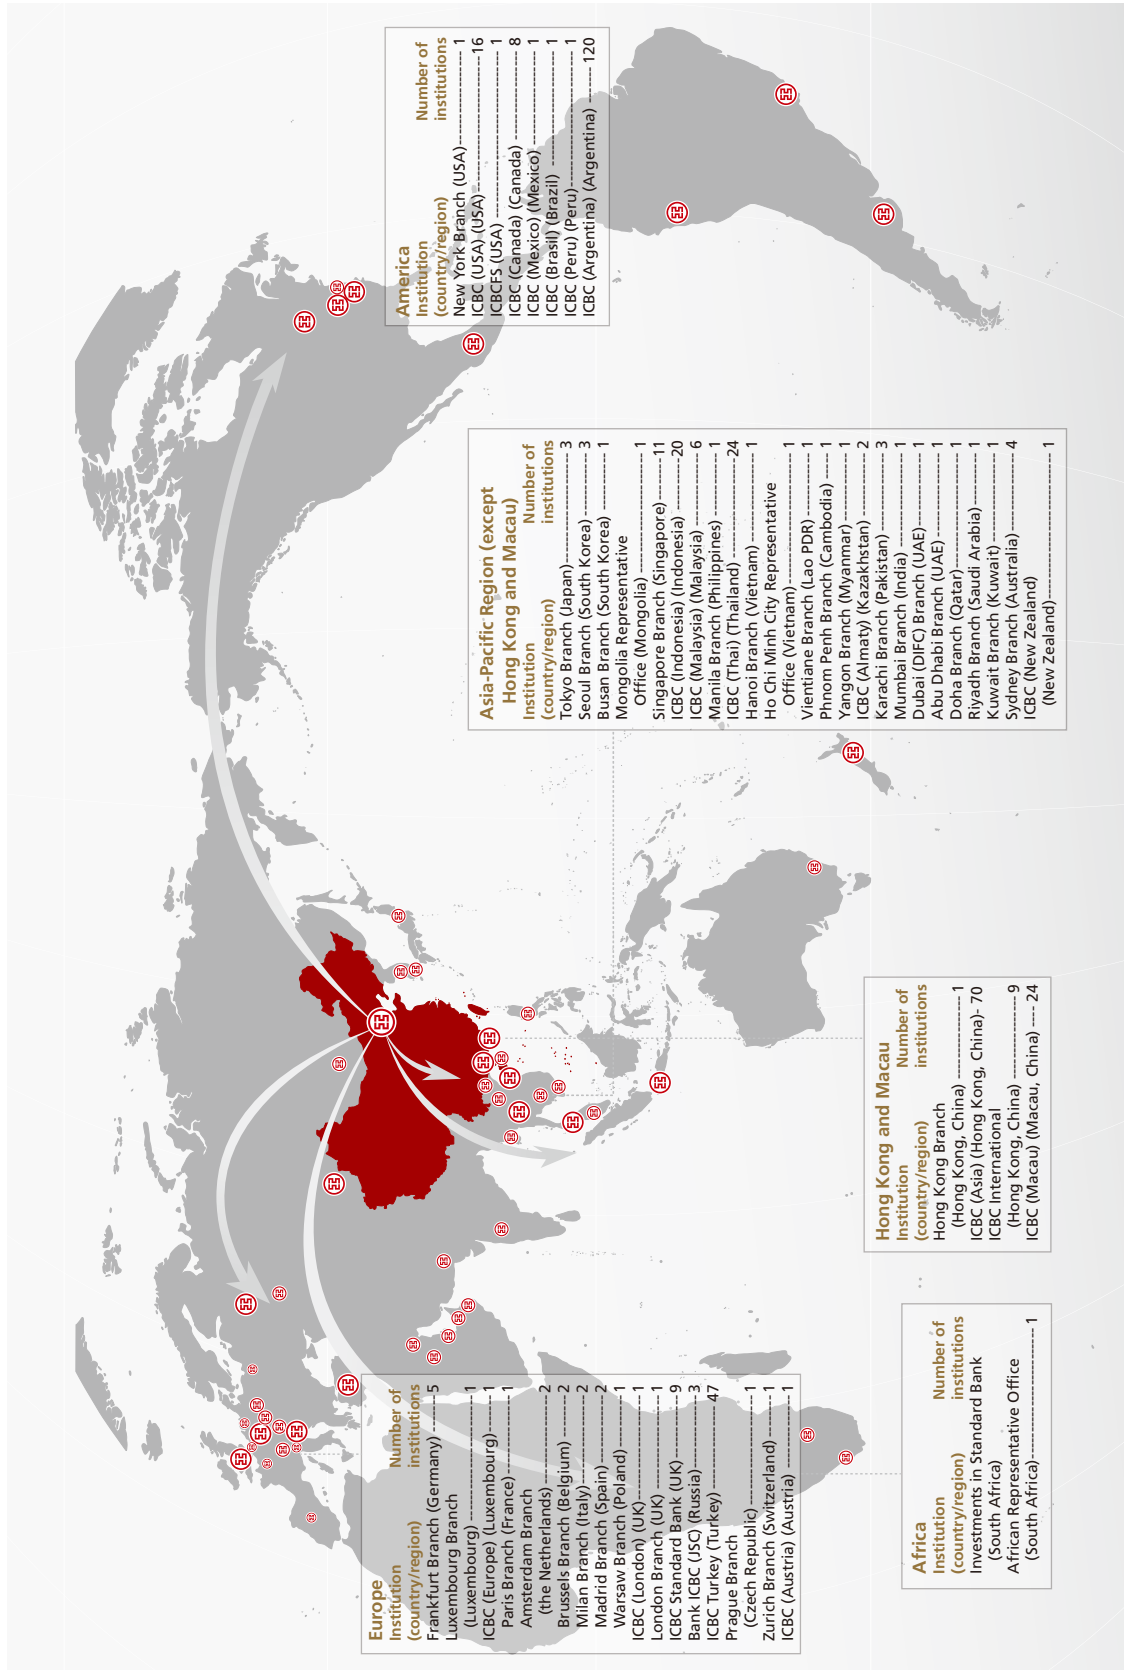 Europe
Institution Number of
(country/region) institutions
Frankfurt Branch (Germany) ---- 5
Luxembourg Branch
(Luxembourg) ---- 1
ICBC (Europe) (Luxembourg) ---- 1
Paris Branch (France) ---- 1
Amsterdam Branch
(the Netherlands) ---- 2
Brussels Branch (Belgium) ---- 2
Milan Branch (Italy) ---- 2
Madrid Branch (Spain) ---- 2
Warsaw Branch (Poland) ---- 1
ICBC (London) (UK) ---- 1
London Branch (UK) ---- 1
ICBC Standard Bank (UK) ---- 9
Bank ICBC (JSC) (Russia) ---- 3
ICBC Turkey (Turkey) ---- 47
Prague Branch
(Czech Republic) ---- 1
Zurich Branch (Switzerland) ---- 1
ICBC (Austria) (Austria) ---- 1
Africa
Institution Number of
(country/region) institutions
Investments in Standard Bank
(South Africa)
African Representative Office
(South Africa) ---- 1
Hong Kong and Macau
Institution Number of
(country/region) institutions
Hong Kong Branch
(Hong Kong, China) ---- 1
ICBC (Asia) (Hong Kong, China)- 70
ICBC International
(Hong Kong, China) ---- 9
ICBC (Macau) (Macau, China) ---- 24
Asia-Pacific Region (except
Hong Kong and Macau)
Institution Number of
(country/region) institutions
Tokyo Branch (Japan) ---- 3
Seoul Branch (South Korea) ---- 3
Busan Branch (South Korea) ---- 1
Mongolia Representative
Office (Mongolia) ---- 1
Singapore Branch (Singapore) ---- 11
ICBC (Indonesia) (Indonesia) ---- 20
ICBC (Malaysia) (Malaysia) ---- 6
Manila Branch (Philippines) ---- 1
ICBC (Thai) (Thailand) ---- 24
Hanoi Branch (Vietnam) ---- 1
Ho Chi Minh City Representative
Office (Vietnam) ---- 1
Vientiane Branch (Lao PDR) ---- 1
Phnom Penh Branch (Cambodia) ---- 1
Yangon Branch (Myanmar) ---- 1
ICBC (Almaty) (Kazakhstan) ---- 2
Karachi Branch (Pakistan) ---- 3
Mumbai Branch (India) ---- 1
Dubai (DIFC) Branch (UAE) ---- 1
Abu Dhabi Branch (UAE) ---- 1
Doha Branch (Qatar) ---- 1
Riyadh Branch (Saudi Arabia) ---- 1
Kuwait Branch (Kuwait) ---- 1
Sydney Branch (Australia) ---- 4
ICBC (New Zealand)
(New Zealand) ---- 1
America
Institution Number of
(country/region) institutions
New York Branch (USA) ---- 1
ICBC (USA) (USA) ---- 16
ICBCFS (USA) ---- 1
ICBC (Canada) (Canada) ---- 8
ICBC (Mexico) (Mexico) ---- 1
ICBC (Brasil) (Brazil) ---- 1
ICBC (Peru) (Peru) ---- 1
ICBC (Argentina) (Argentina) ---- 120